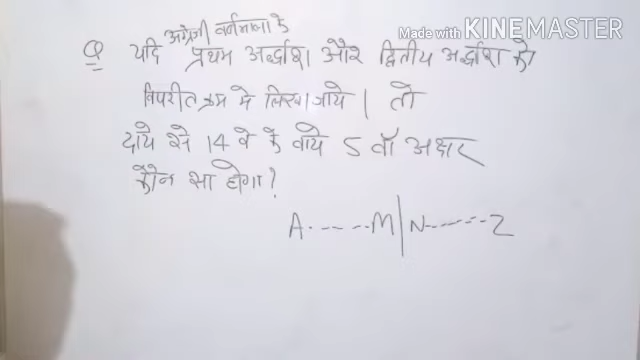 Made with KINEMASTER
अंग्रेजी वर्णमाला के
Q यदि प्रथम अर्द्धांश और द्वितीय अर्द्धांश को
विपरीत क्रम मे लिखा जाये | तो
दाये से 14 वे के वाये 5 वॉ अक्षर
कौन सा होगा?
A.----M|N------Z